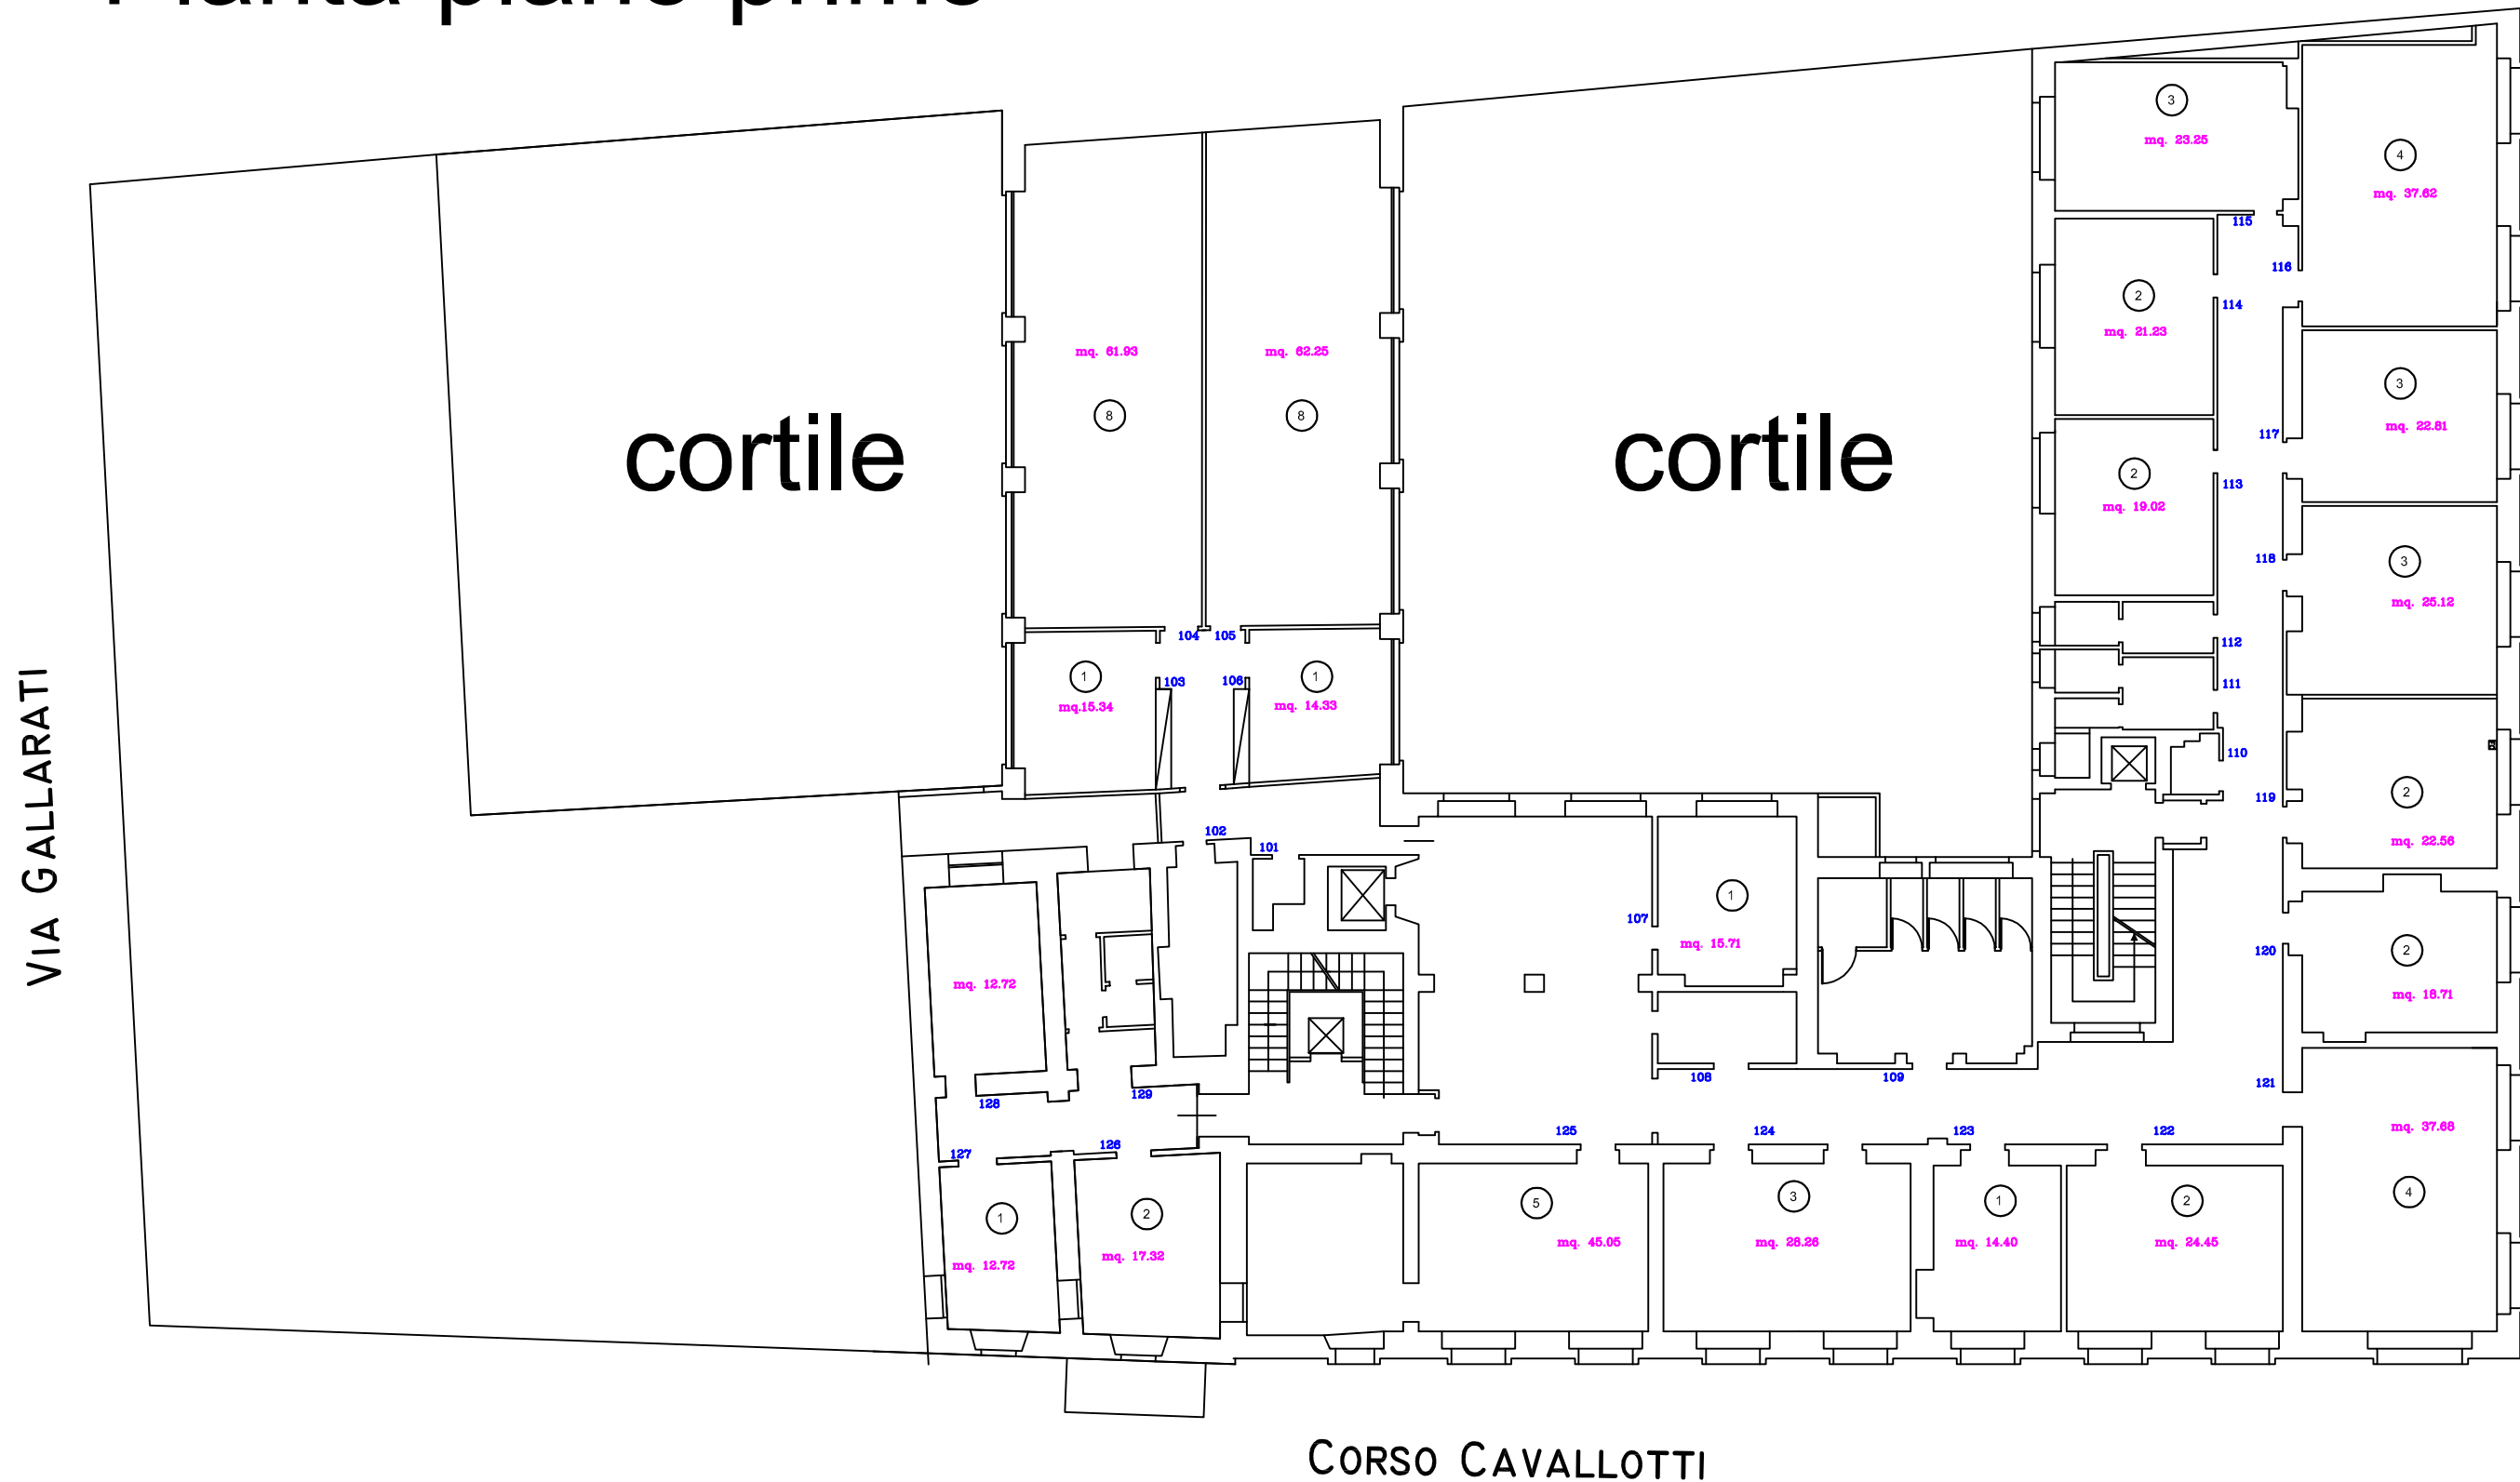 Pianta piano primo
3
mq. 23.25
4
mq. 37.62
115
116
2
114
mq. 21.23
mq. 61.93
mq. 62.25
3
8
8
mq. 22.81
cortile
cortile
117
2
113
mq. 19.02
118
3
mq. 25.12
104
105
112
1
103
106
1
111
mq.15.34
mq. 14.33
110
119
2
102
101
mq. 22.56
VIA GALLARATI
1
107
mq. 15.71
120
2
mq. 12.72
mq. 18.71
128
129
108
109
121
127
126
125
124
123
122
mq. 37.68
1
2
5
3
1
2
4
mq. 12.72
mq. 17.32
mq. 45.05
mq. 28.26
mq. 14.40
mq. 24.45
CORSO CAVALLOTTI